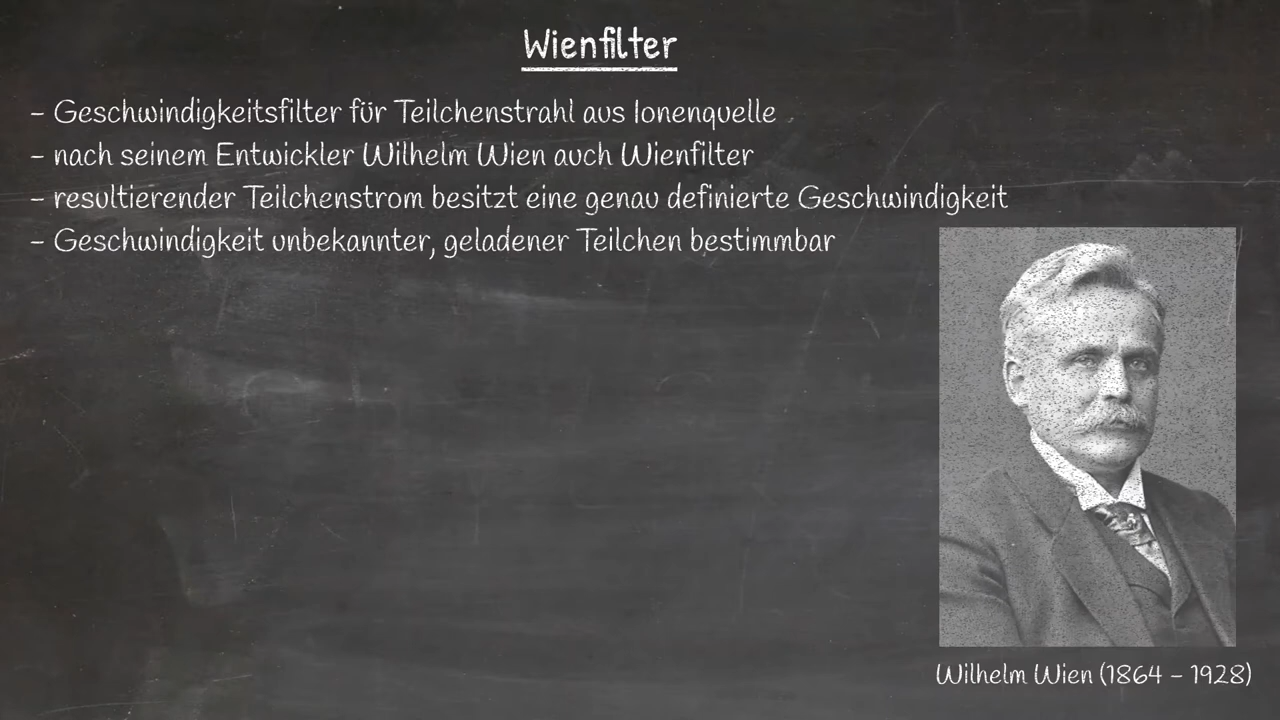 Wienfilter
- Geschwindigkeitsfilter für Teilchenstrahl aus Ionenquelle
- nach seinem Entwickler Wilhelm Wien auch Wienfilter
- resultierender Teilchenstrom besitzt eine genau definierte Geschwindigkeit
- Geschwindigkeit unbekannter, geladener Teilchen bestimmbar
Wilhelm Wien (1864 - 1928)